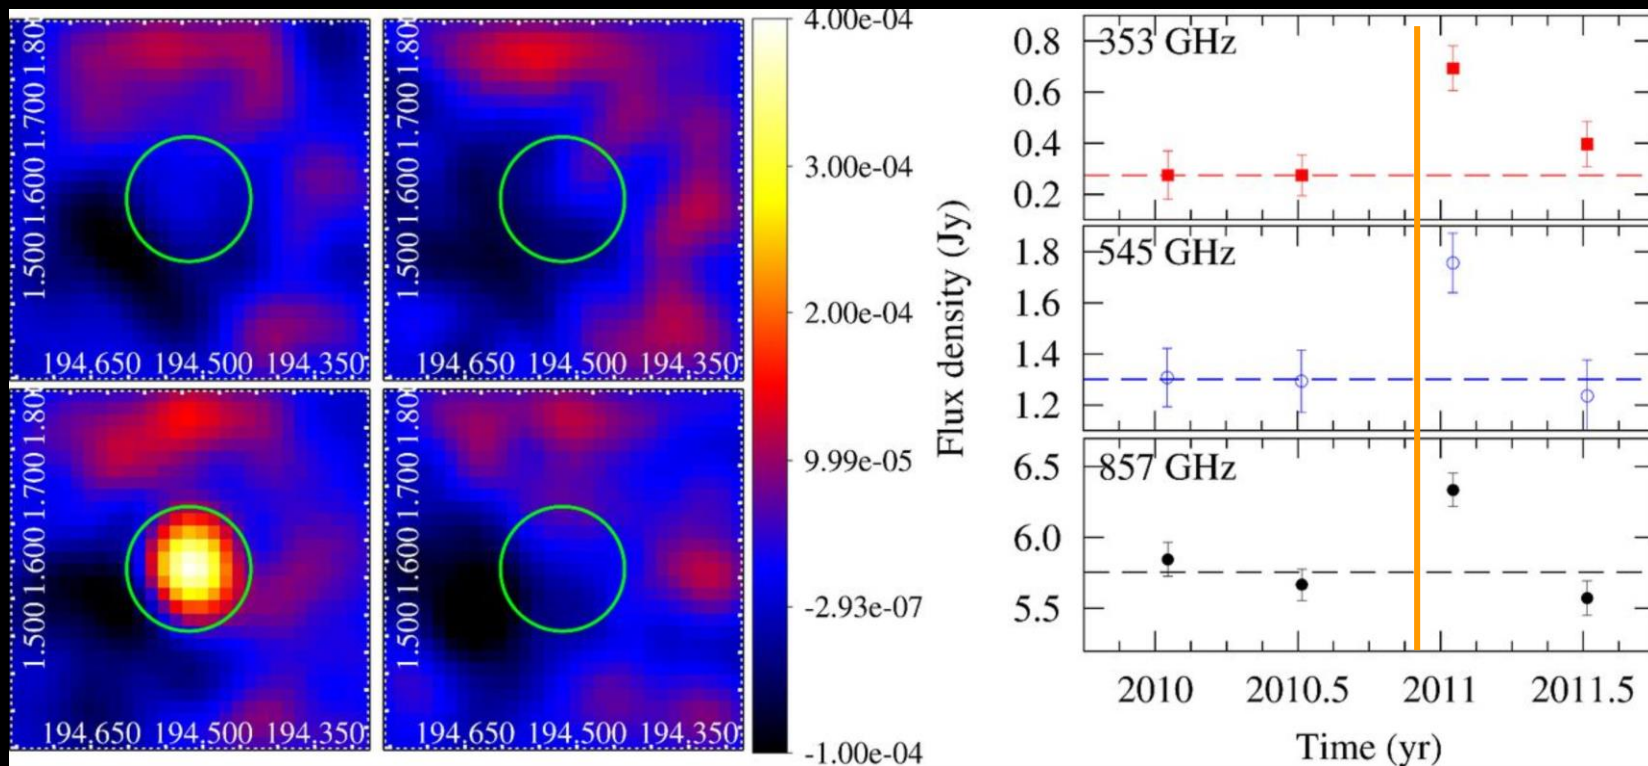 1.500 1.600 1.700 1.800
194.650 194.500 194.350
1.500 1.600 1.700 1.800
194.650 194.500 194.350
1.500 1.600 1.700 1.800
194.650 194.500 194.350
1.500 1.600 1.700 1.800
194.650 194.500 194.350
4.00e-04
3.00e-04
2.00e-04
9.99e-05
-2.93e-07
-1.00e-04
Flux density (Jy)
353 GHz
0.8
0.6
0.4
0.2
545 GHz
1.8
1.6
1.4
1.2
857 GHz
6.5
6.0
5.5
2010 2010.5 2011 2011.5
Time (yr)